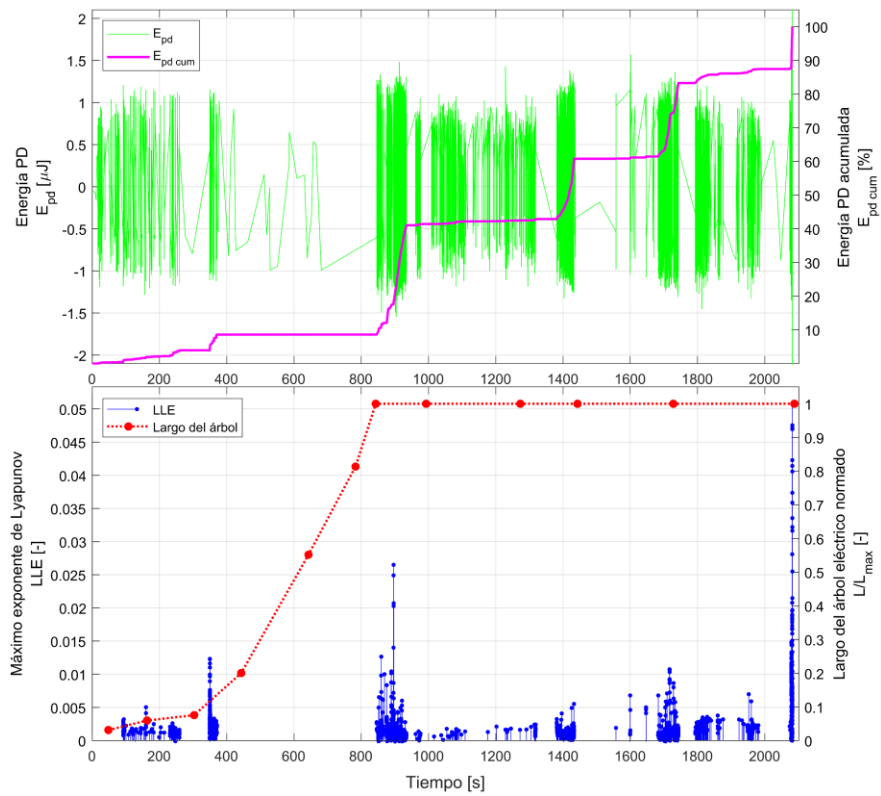 E_pd
E_pd cum
Energía PD
E_pd [μJ]
2
1.5
1
0.5
0
-0.5
-1
-1.5
-2
100
90
80
70
60
50
40
30
20
10
Energía PD acumulada
E_pd cum [%]
0 200 400 600 800 1000 1200 1400 1600 1800 2000
LLE
Largo del árbol
Máximo exponente de Lyapunov
LLE [-]
0.05
0.045
0.04
0.035
0.03
0.025
0.02
0.015
0.01
0.005
0
1
0.9
0.8
0.7
0.6
0.5
0.4
0.3
0.2
0.1
0
Largo del árbol eléctrico normado
L/L_max [-]
0 200 400 600 800 1000 1200 1400 1600 1800 2000
Tiempo [s]